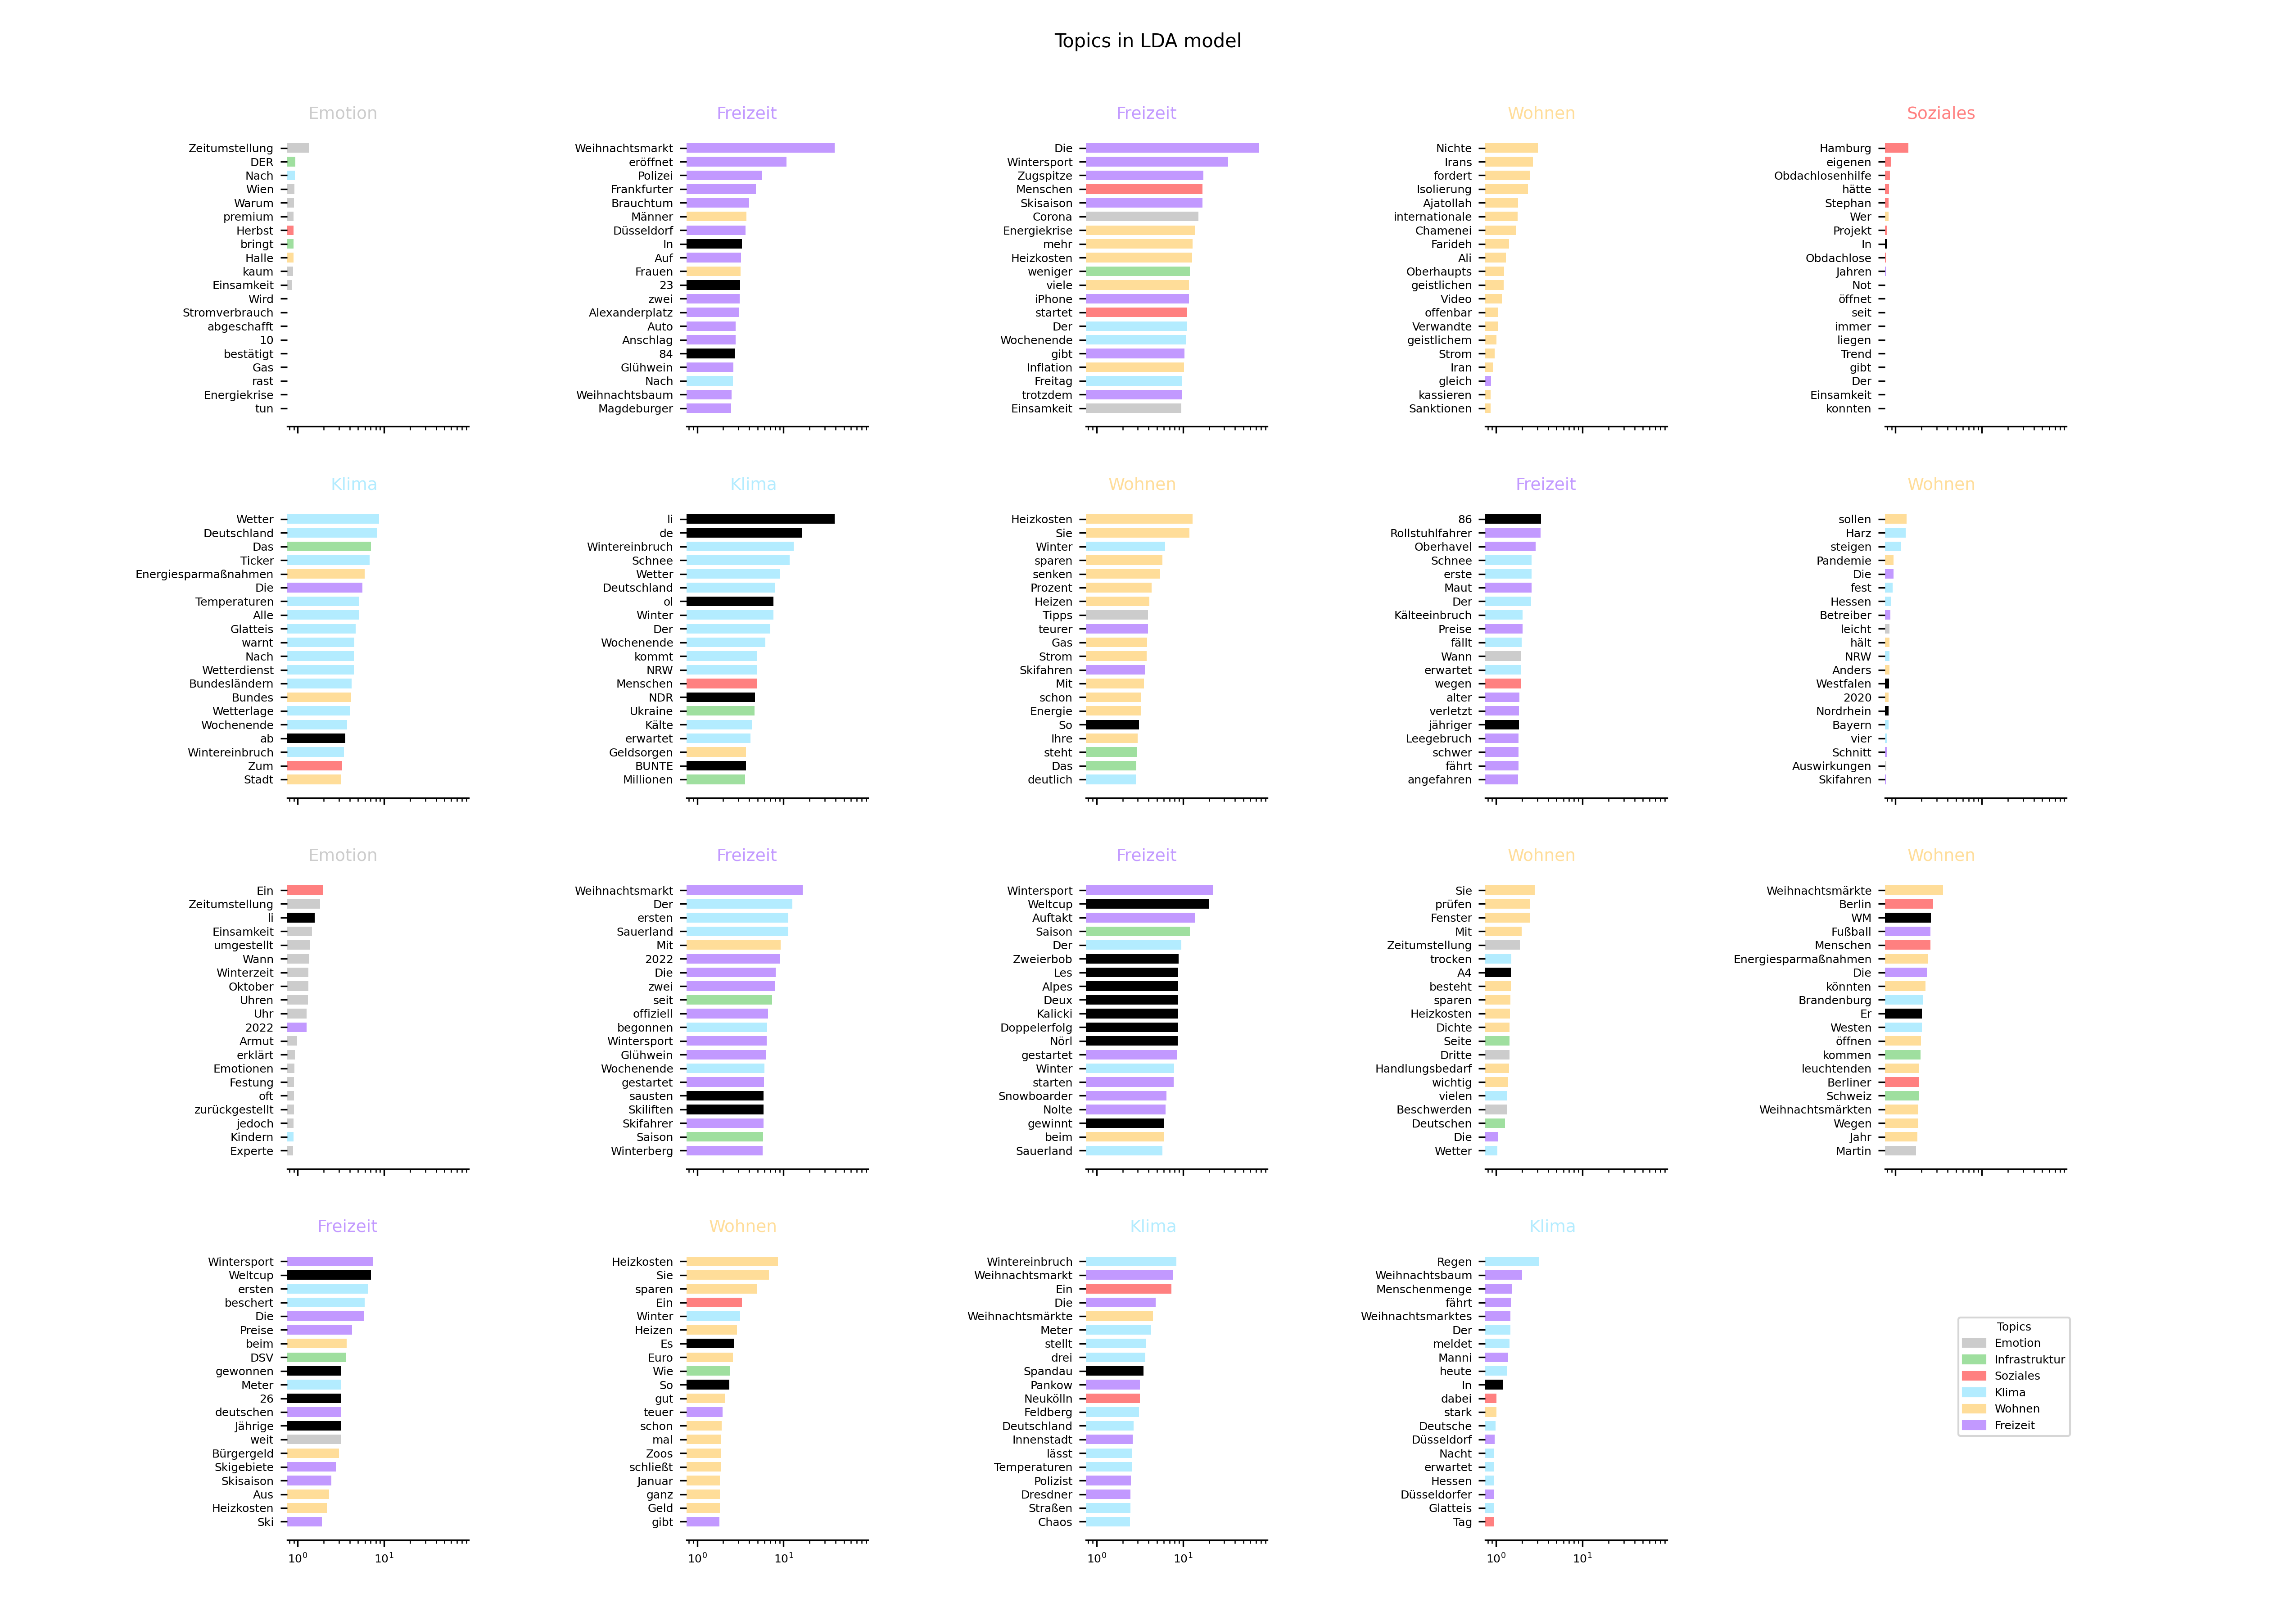 Topics in LDA model
Emotion
Zeitumstellung
DER
Nach
Wien
Warum
premium
Herbst
bringt
Halle
kaum
Einsamkeit
Wird
Stromverbrauch
abgeschafft
10
bestätigt
Gas
rast
Energiekrise
tun
Freizeit
Weihnachtsmarkt
eröffnet
Polizei
Frankfurter
Brauchtum
Männer
Düsseldorf
In
Auf
Frauen
23
zwei
Alexanderplatz
Auto
Anschlag
84
Glühwein
Nach
Weihnachtsbaum
Magdeburger
Freizeit
Die
Wintersport
Zugspitze
Menschen
Skisaison
Corona
Energiekrise
mehr
Heizkosten
weniger
viele
iPhone
startet
Der
Wochenende
gibt
Inflation
Freitag
trotzdem
Einsamkeit
Wohnen
Nichte
Irans
fordert
Isolierung
Ajatollah
internationale
Chamenei
Farideh
Ali
Oberhaupts
geistlichen
Video
offenbar
Verwandte
geistlichem
Strom
Iran
gleich
kassieren
Sanktionen
Soziales
Hamburg
eigenen
Obdachlosenhilfe
hätte
Stephan
Wer
Projekt
In
Obdachlose
Jahren
Not
öffnet
seit
immer
liegen
Trend
gibt
Der
Einsamkeit
konnten
Klima
Wetter
Deutschland
Das
Ticker
Energiesparmaßnahmen
Die
Temperaturen
Alle
Glatteis
warnt
Nach
Wetterdienst
Bundesländern
Bundes
Wetterlage
Wochenende
ab
Wintereinbruch
Zum
Stadt
Klima
li
de
Wintereinbruch
Schnee
Wetter
Deutschland
ol
Winter
Der
Wochenende
kommt
NRW
Menschen
NDR
Ukraine
Kälte
erwartet
Geldsorgen
BUNTE
Millionen
Wohnen
Heizkosten
Sie
Winter
sparen
senken
Prozent
Heizen
Tipps
teurer
Gas
Strom
Skifahren
Mit
schon
Energie
So
Ihre
steht
Das
deutlich
Freizeit
86
Rollstuhlfahrer
Oberhavel
Schnee
erste
Maut
Der
Kälteeinbruch
Preise
fällt
Wann
erwartet
wegen
alter
verletzt
jähriger
Leegebruch
schwer
fährt
angefahren
Wohnen
sollen
Harz
steigen
Pandemie
Die
fest
Hessen
Betreiber
leicht
hält
NRW
Anders
Westfalen
2020
Nordrhein
Bayern
vier
Schnitt
Auswirkungen
Skifahren
Emotion
Ein
Zeitumstellung
li
Einsamkeit
umgestellt
Wann
Winterzeit
Oktober
Uhren
Uhr
2022
Armut
erklärt
Emotionen
Festung
oft
zurückgestellt
jedoch
Kindern
Experte
Freizeit
Weihnachtsmarkt
Der
ersten
Sauerland
Mit
2022
Die
zwei
seit
offiziell
begonnen
Wintersport
Glühwein
Wochenende
gestartet
sausten
Skiliften
Skifahrer
Saison
Winterberg
Freizeit
Wintersport
Weltcup
Auftakt
Saison
Der
Zweierbob
Les
Alpes
Deux
Kalicki
Doppelerfolg
Nörl
gestartet
Winter
starten
Snowboarder
Nolte
gewinnt
beim
Sauerland
Wohnen
Sie
prüfen
Fenster
Mit
Zeitumstellung
trocken
A4
besteht
sparen
Heizkosten
Dichte
Seite
Dritte
Handlungsbedarf
wichtig
vielen
Beschwerden
Deutschen
Die
Wetter
Wohnen
Weihnachtsmärkte
Berlin
WM
Fußball
Menschen
Energiesparmaßnahmen
Die
könnten
Brandenburg
Er
Westen
öffnen
kommen
leuchtenden
Berliner
Schweiz
Weihnachtsmärkten
Wegen
Jahr
Martin
Freizeit
Wintersport
Weltcup
ersten
beschert
Die
Preise
beim
DSV
gewonnen
Meter
26
deutschen
Jährige
weit
Bürgergeld
Skigebiete
Skisaison
Aus
Heizkosten
Ski
10⁰ 10¹
Wohnen
Heizkosten
Sie
sparen
Ein
Winter
Heizen
Es
Euro
Wie
So
gut
teuer
schon
mal
Zoos
schließt
Januar
ganz
Geld
gibt
10⁰ 10¹
Klima
Wintereinbruch
Weihnachtsmarkt
Ein
Die
Weihnachtsmärkte
Meter
stellt
drei
Spandau
Pankow
Neukölln
Feldberg
Deutschland
Innenstadt
lässt
Temperaturen
Polizist
Dresdner
Straßen
Chaos
10⁰ 10¹
Klima
Regen
Weihnachtsbaum
Menschenmenge
fährt
Weihnachtsmarktes
Der
meldet
Manni
heute
In
dabei
stark
Deutsche
Düsseldorf
Nacht
erwartet
Hessen
Düsseldorfer
Glatteis
Tag
10⁰ 10¹
Topics
Emotion
Infrastruktur
Soziales
Klima
Wohnen
Freizeit